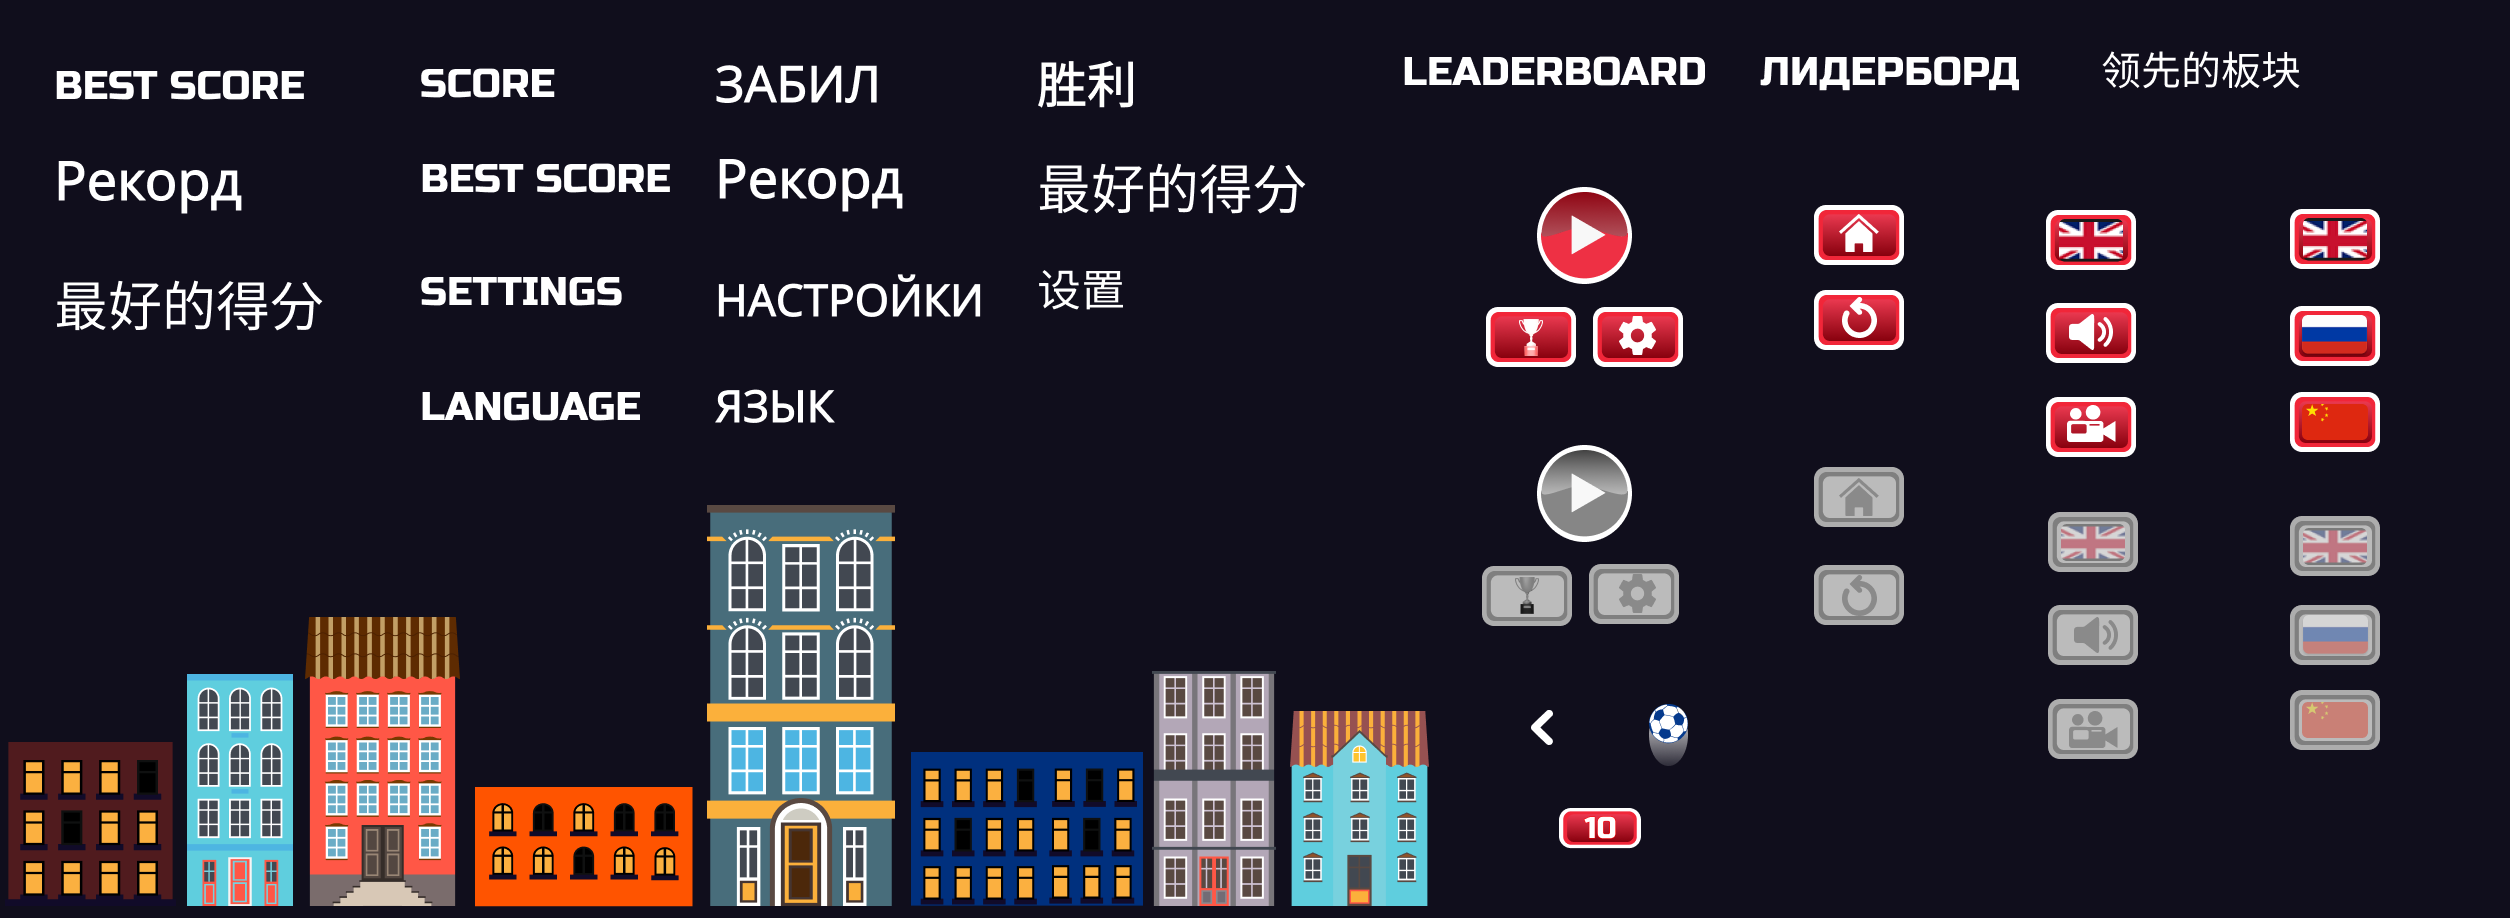 BEST SCORE
Рекорд
最好的得分
SCORE
BEST SCORE
SETTINGS
LANGUAGE
ЗАБИЛ
Рекорд
НАСТРОЙКИ
ЯЗЫК
胜利
最好的得分
设置
LEADERBOARD
ЛИДЕРБОРД
领先的板块
10